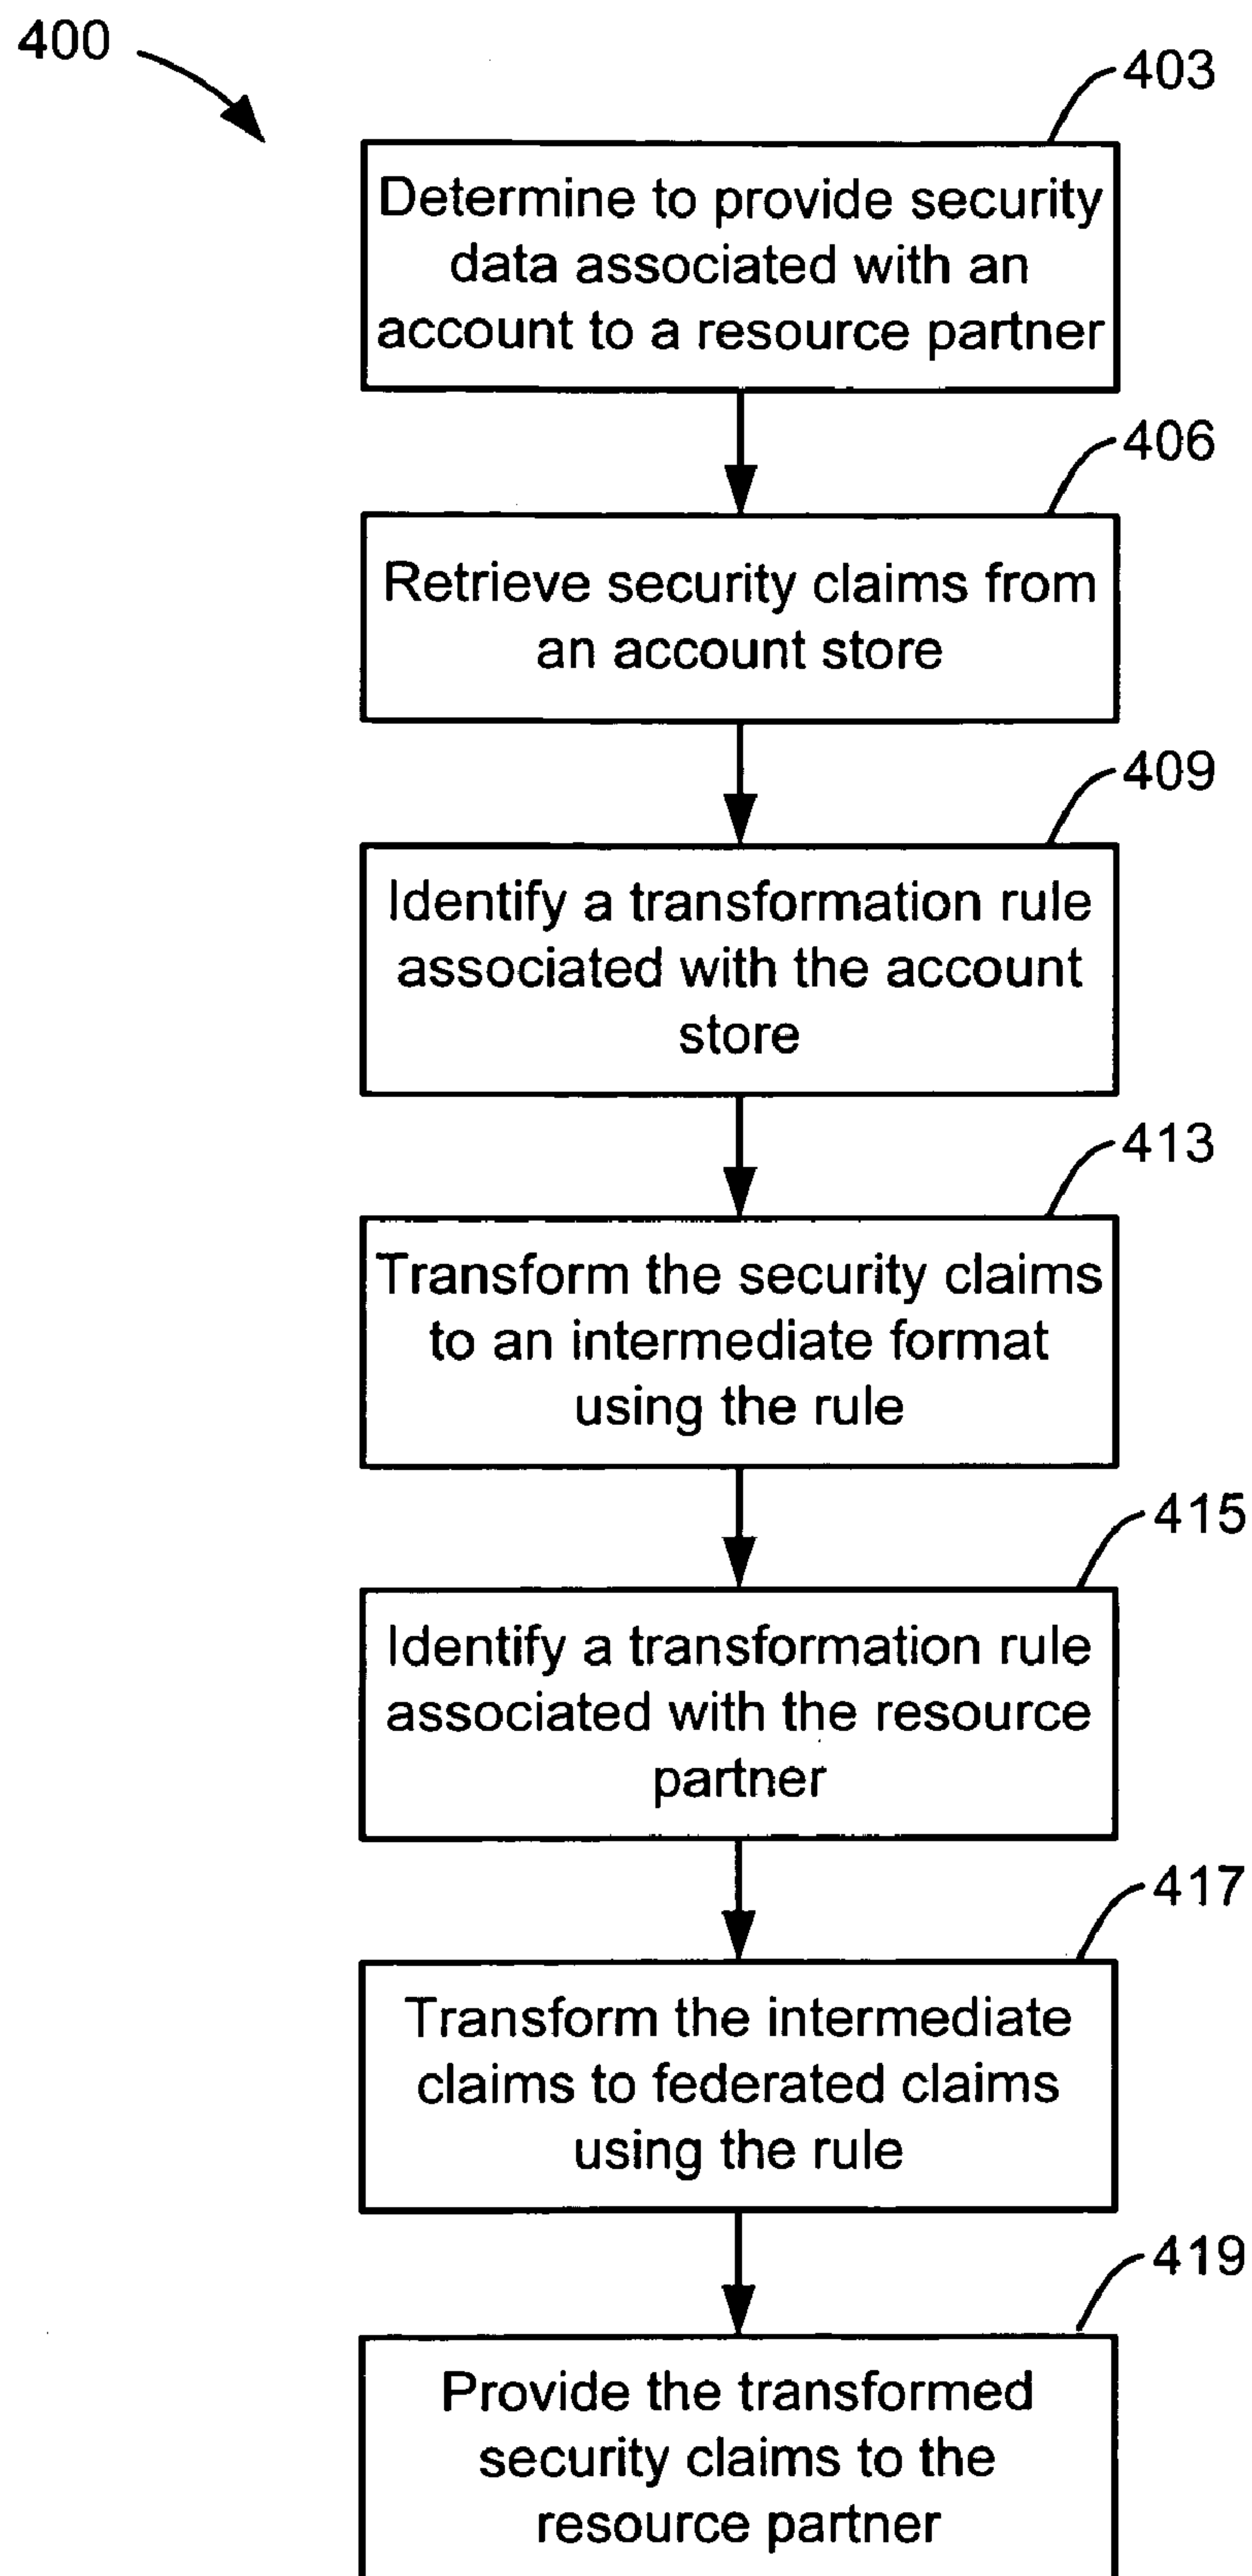 400
403
Determine to provide security
data associated with an
account to a resource partner
406
Retrieve security claims from
an account store
409
Identify a transformation rule
associated with the account
store
413
Transform the security claims
to an intermediate format
using the rule
415
Identify a transformation rule
associated with the resource
partner
417
Transform the intermediate
claims to federated claims
using the rule
419
Provide the transformed
security claims to the
resource partner